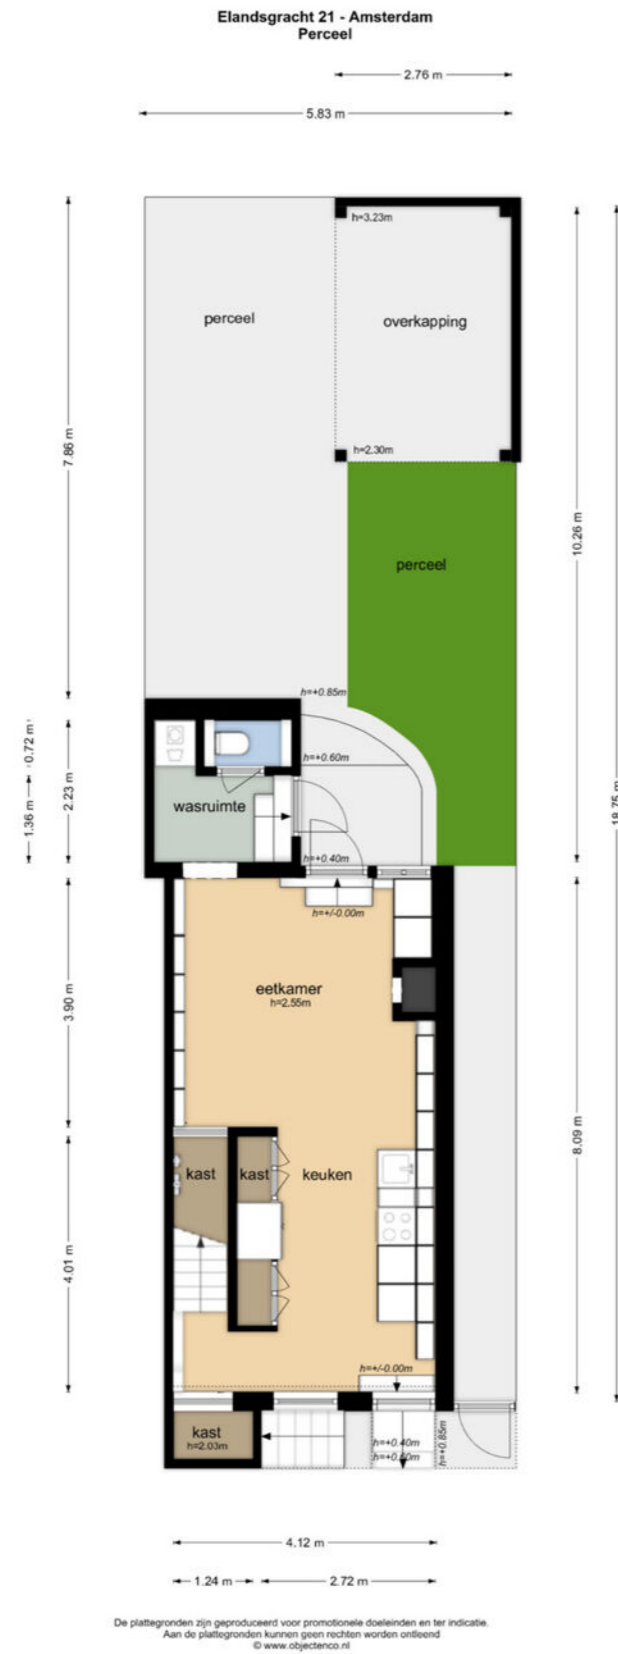 Elandsgracht 21 - Amsterdam
Perceel
2.76 m
5.83 m
h=3.23m
perceel
overkapping
7.86 m
h=2.30m
10.26 m
perceel
h=+0.85m
0.72 m
h=+0.60m
2.23 m
1.36 m
wasruimte
18.75 m
h=+0.40m
h=+/-0.00m
eetkamer
h=2.55m
3.90 m
8.09 m
kast
kast
keuken
4.01 m
h=+/-0.00m
kast
h=2.03m
h=+0.40m
h=+0.60m
h=+0.85m
4.12 m
1.24 m
2.72 m
De plattegronden zijn geproduceerd voor promotionele doeleinden en ter indicatie.
Aan de plattegronden kunnen geen rechten worden ontleend
© www.objectenco.nl